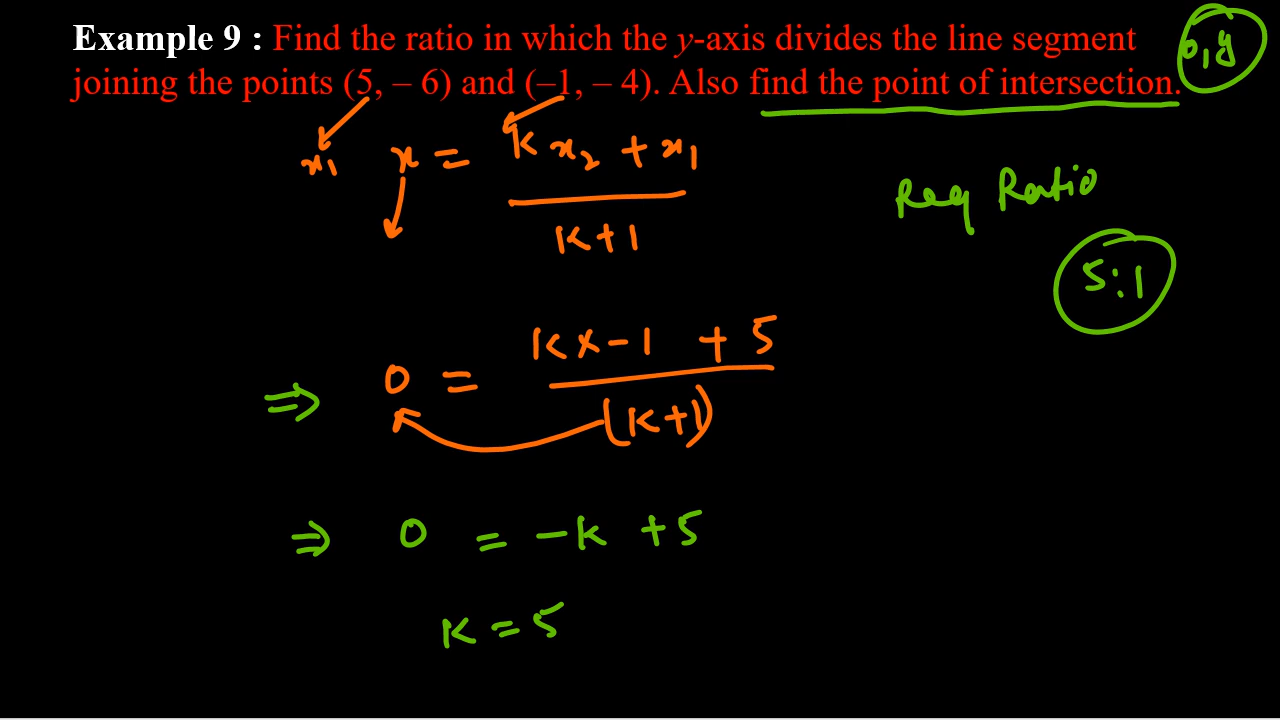 Example 9 : Find the ratio in which the y-axis divides the line segment
joining the points (5, – 6) and (–1, – 4). Also find the point of intersection.
0,y
x₁ x = kx₂ + x₁
k+1
Req Ratio
5:1
⇒ 0 = k×-1 + 5
(k+1)
⇒ 0 = -k + 5
k = 5